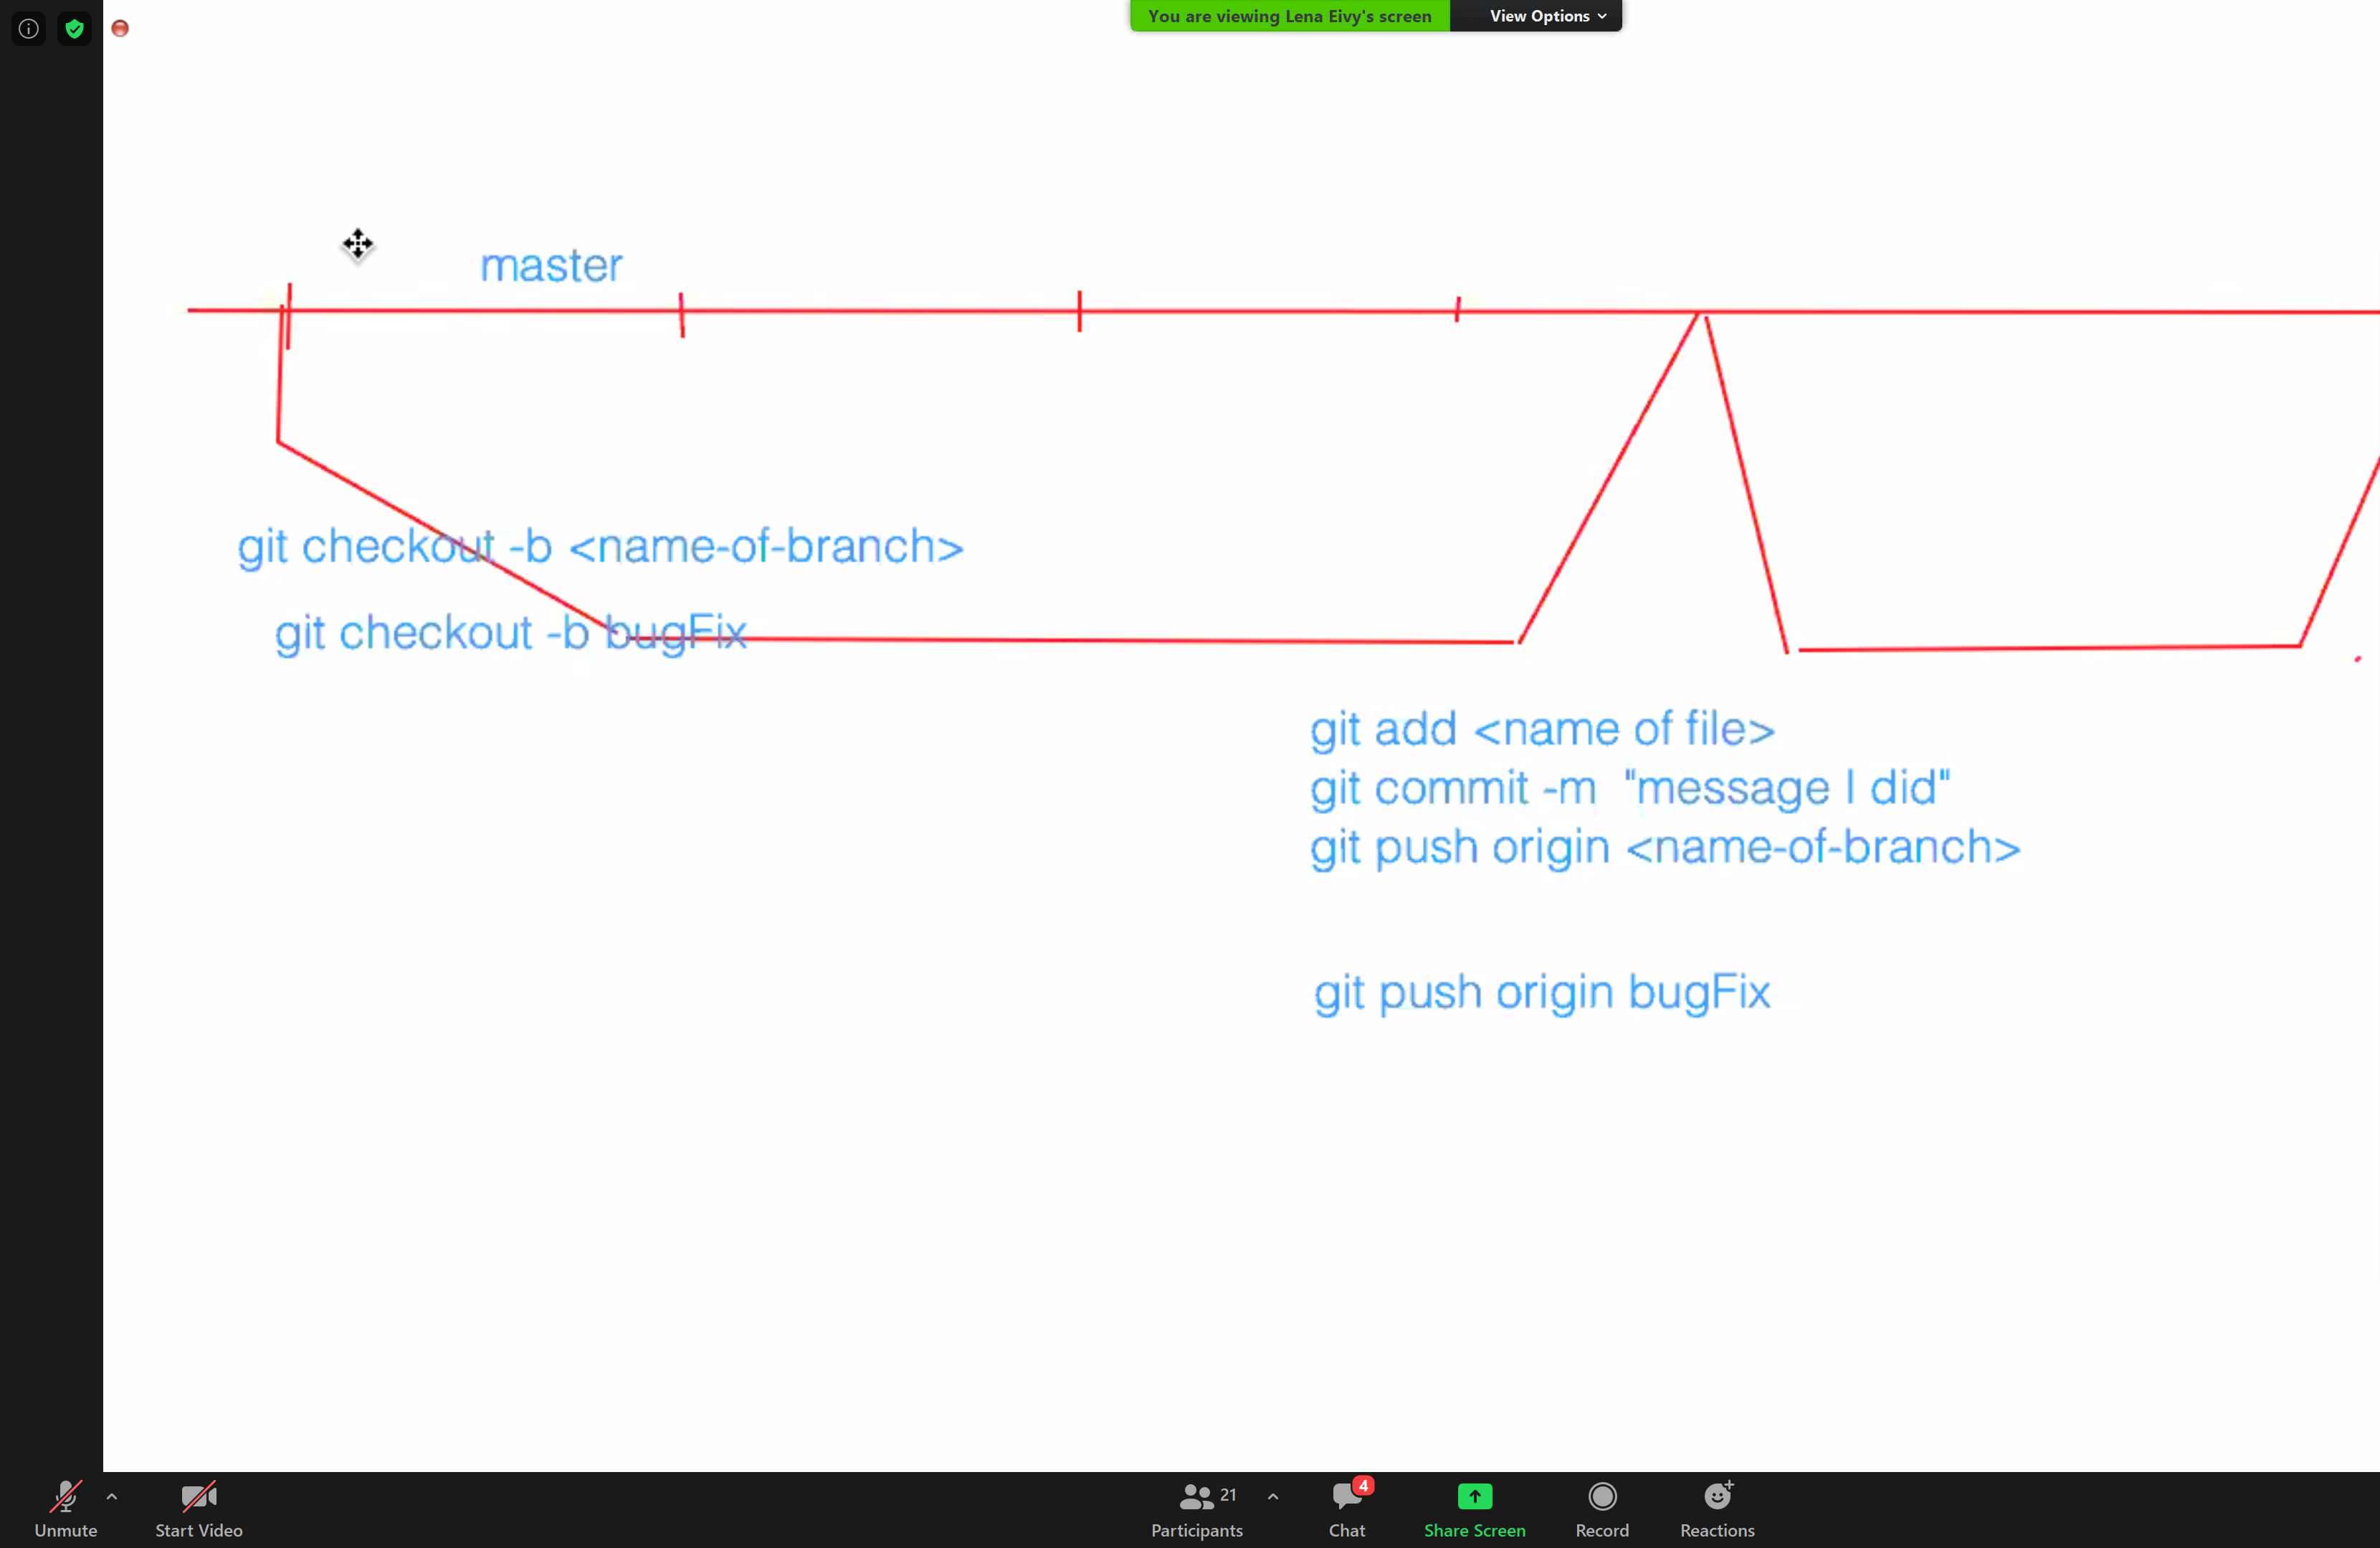 You are viewing Lena Eivy's screen View Options
master
git checkout -b <name-of-branch>
git checkout -b bugFix
git add <name of file>
git commit -m "message I did"
git push origin <name-of-branch>
git push origin bugFix
21
4
Unmute Start Video Participants Chat Share Screen Record Reactions